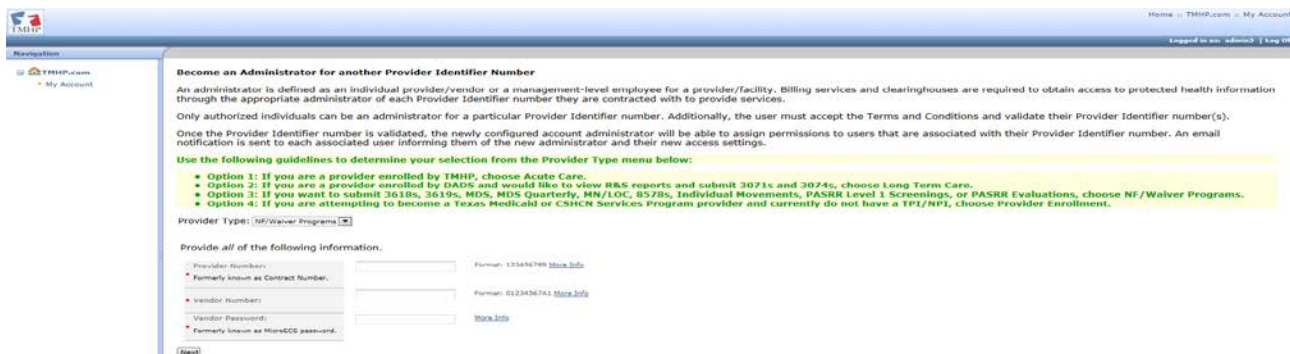 TMHP
Home :: TMHP.com :: My Account
Logged in as: admin2 | Log Off
Navigation
TMHP.com
My Account
Become an Administrator for another Provider Identifier Number
An administrator is defined as an individual provider/vendor or a management-level employee for a provider/facility. Billing services and clearinghouses are required to obtain access to protected health information
through the appropriate administrator of each Provider Identifier number they are contracted with to provide services.
Only authorized individuals can be an administrator for a particular Provider Identifier number. Additionally, the user must accept the Terms and Conditions and validate their Provider Identifier number(s).
Once the Provider Identifier number is validated, the newly configured account administrator will be able to assign permissions to users that are associated with their Provider Identifier number. An email
notification is sent to each associated user informing them of the new administrator and their new access settings.
Use the following guidelines to determine your selection from the Provider Type menu below:
• Option 1: If you are a provider enrolled by TMHP, choose Acute Care.
• Option 2: If you are a provider enrolled by DADS and would like to view R&S reports and submit 3071s and 3074s, choose Long Term Care.
• Option 3: If you want to submit 3618s, 3619s, MDS, MDS Quarterly, MN/LOC, 8578s, Individual Movements, PASRR Level 1 Screenings, or PASRR Evaluations, choose NF/Waiver Programs.
• Option 4: If you are attempting to become a Texas Medicaid or CSHCN Services Program provider and currently do not have a TPI/NPI, choose Provider Enrollment.
Provider Type: NF/Waiver Programs
Provide all of the following information.
Provider Number: Format: 123456789 More Info
* Formerly known as Contract Number.
* Vendor Number: Format: 01234567A1 More Info
Vendor Password: More Info
* Formerly known as MicroECS password.
Next